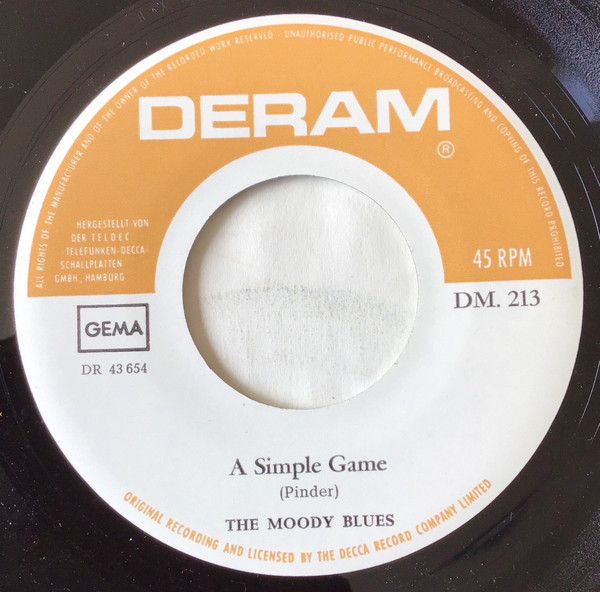 ALL RIGHTS OF THE MANUFACTURER AND OF THE OWNER OF THE RECORDED WORK RESERVED - UNAUTHORISED PUBLIC PERFORMANCE BROADCASTING AND COPYING OF THIS RECORD PROHIBITED
DERAM
®
HERGESTELLT VON
DER TELDEC
TELEFUNKEN-DECCA-
SCHALLPLATTEN
GMBH., HAMBURG
45 RPM
GEMA
DM. 213
DR 43 654
A Simple Game
(Pinder)
THE MOODY BLUES
ORIGINAL RECORDING AND LICENSED BY THE DECCA RECORD COMPANY LIMITED